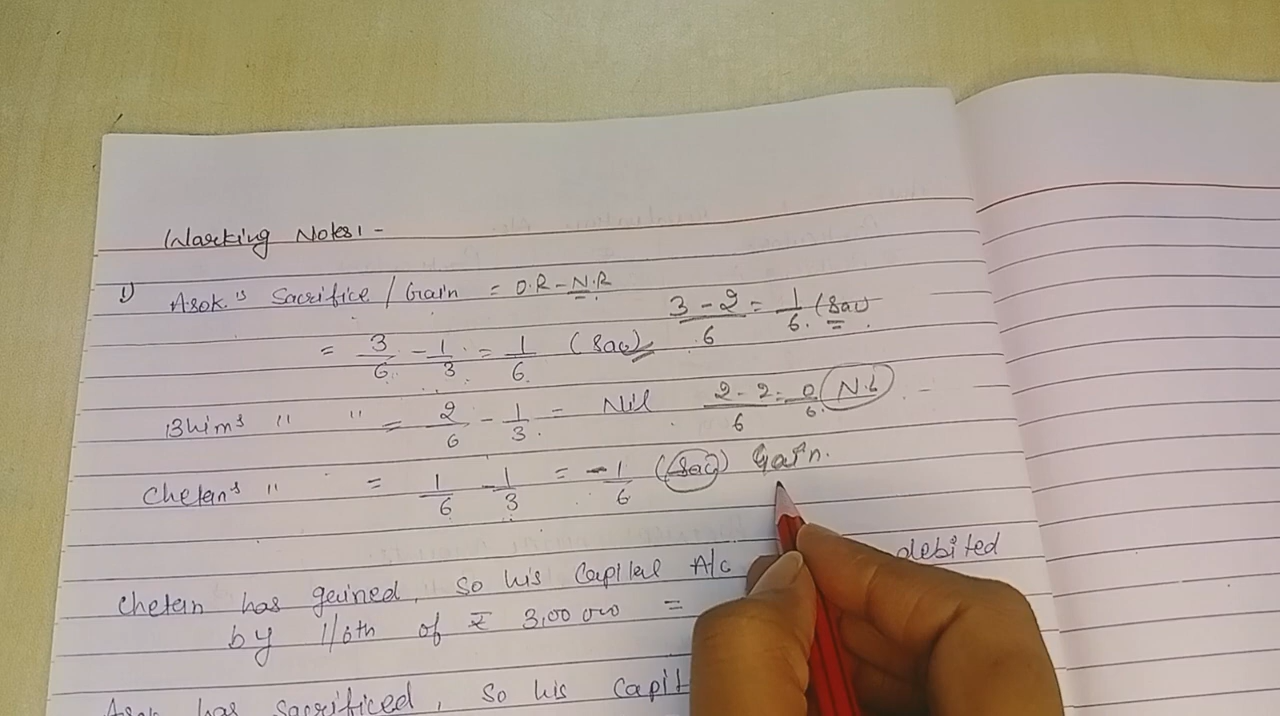 Working Notes: -
1) Asok's Sacrifice / Gain = O.R - N.R
3 - 2 / 6 = 1/6 (Sac)
= 3/6 - 1/3 = 1/6 (Sac)
Bhim's " " = 2/6 - 1/3 = Nil 2 - 2 / 6 = 0/6 (Nil)
Chetan's " = 1/6 - 1/3 = -1/6 (Sac) Gain.
Chetan has gained, so his Capital A/c debited
by 1/6th of ₹ 3,00 000 =
Asok has sacrificed, so his